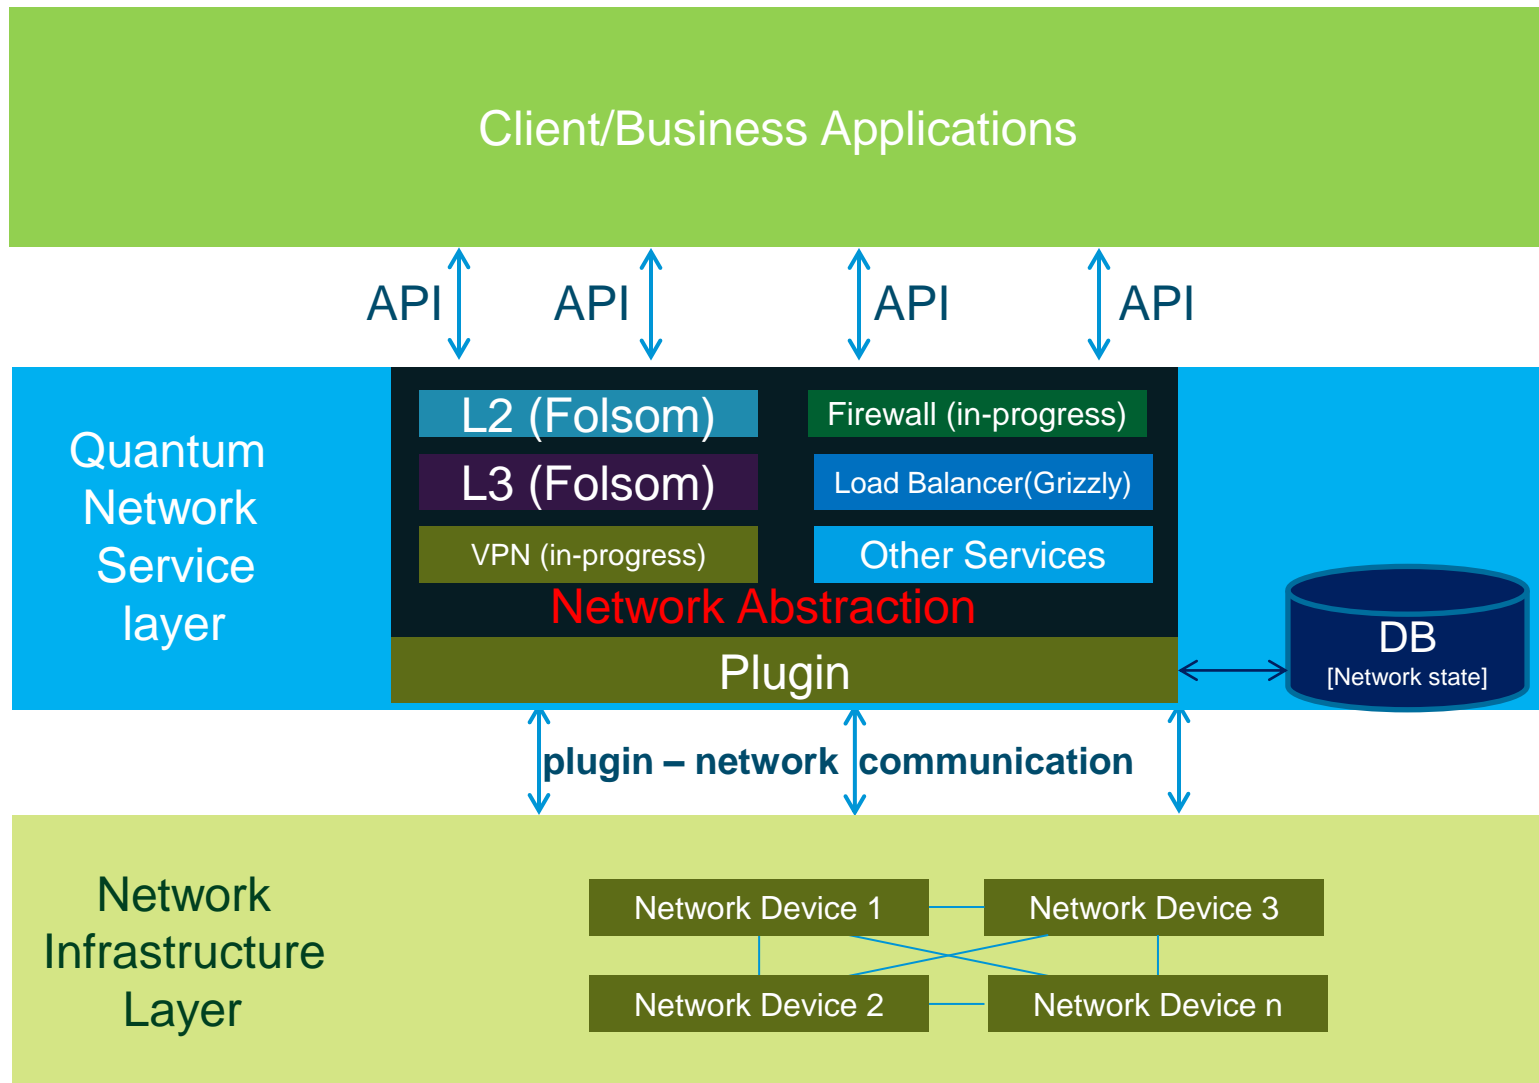 Client/Business Applications
API
API
API
API
Quantum
Network
Service
layer
L2 (Folsom)
Firewall (in-progress)
L3 (Folsom)
Load Balancer(Grizzly)
VPN (in-progress)
Other Services
Network Abstraction
Plugin
DB
[Network state]
plugin – network communication
Network
Infrastructure
Layer
Network Device 1
Network Device 3
Network Device 2
Network Device n